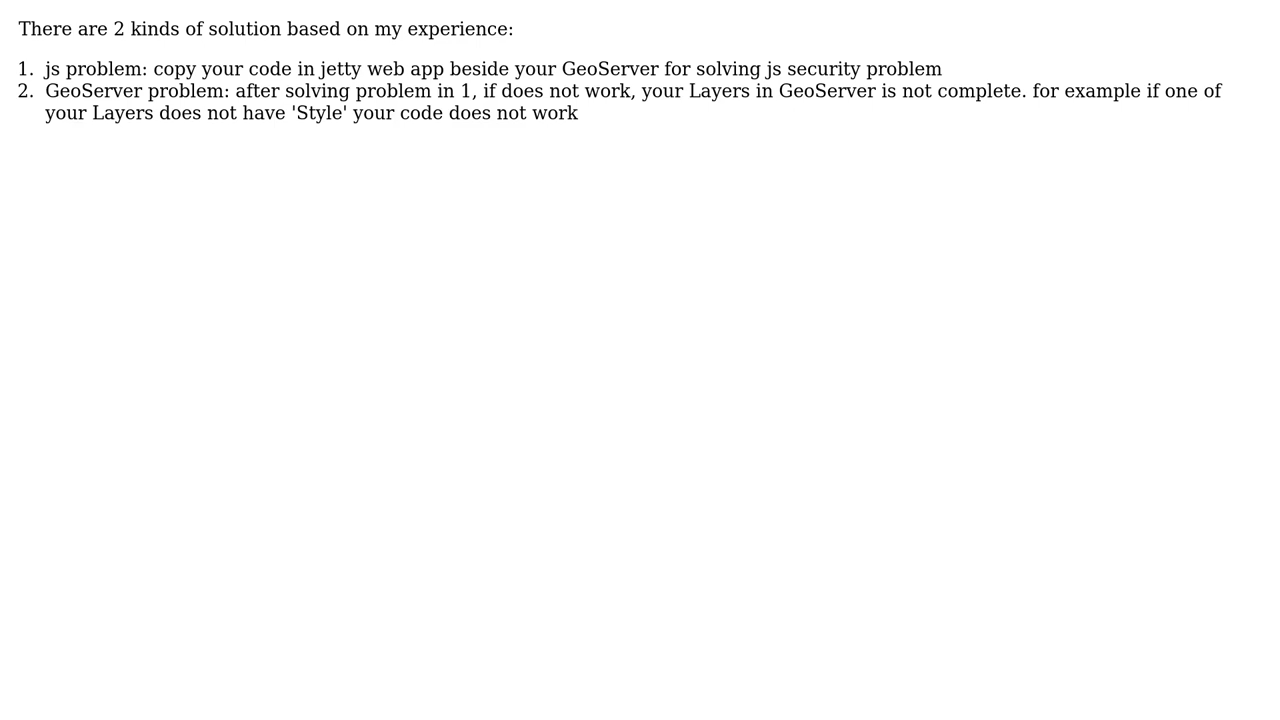 There are 2 kinds of solution based on my experience:
1. js problem: copy your code in jetty web app beside your GeoServer for solving js security problem
2. GeoServer problem: after solving problem in 1, if does not work, your Layers in GeoServer is not complete. for example if one of
your Layers does not have 'Style' your code does not work